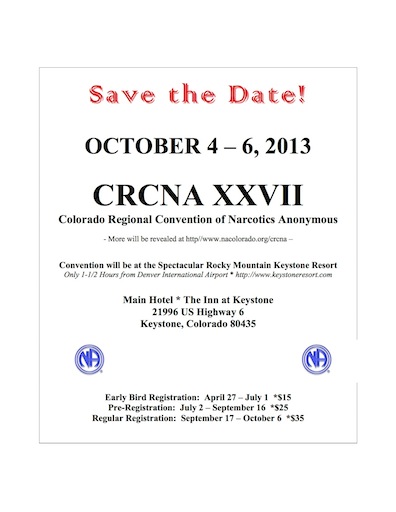 Save the Date!
OCTOBER 4 – 6, 2013
CRCNA XXVII
Colorado Regional Convention of Narcotics Anonymous
- More will be revealed at http//www.nacolorado.org/crcna –
Convention will be at the Spectacular Rocky Mountain Keystone Resort
Only 1-1/2 Hours from Denver International Airport * http://www.keystoneresort.com
Main Hotel * The Inn at Keystone
21996 US Highway 6
Keystone, Colorado 80435
NA ® NA ®
Early Bird Registration: April 27 – July 1 *$15
Pre-Registration: July 2 – September 16 *$25
Regular Registration: September 17 – October 6 *$35